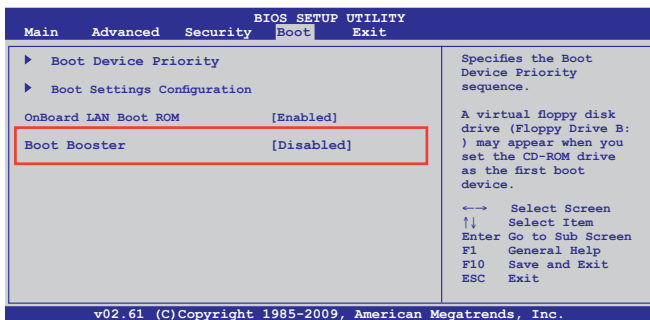 BIOS SETUP UTILITY
Main Advanced Security Boot Exit
Boot Device Priority
Boot Settings Configuration
OnBoard LAN Boot ROM [Enabled]
Boot Booster [Disabled]
Specifies the Boot
Device Priority
sequence.
A virtual floppy disk
drive (Floppy Drive B:
) may appear when you
set the CD-ROM drive
as the first boot
device.
←→ Select Screen
↑↓ Select Item
Enter Go to Sub Screen
F1 General Help
F10 Save and Exit
ESC Exit
v02.61 (C)Copyright 1985-2009, American Megatrends, Inc.